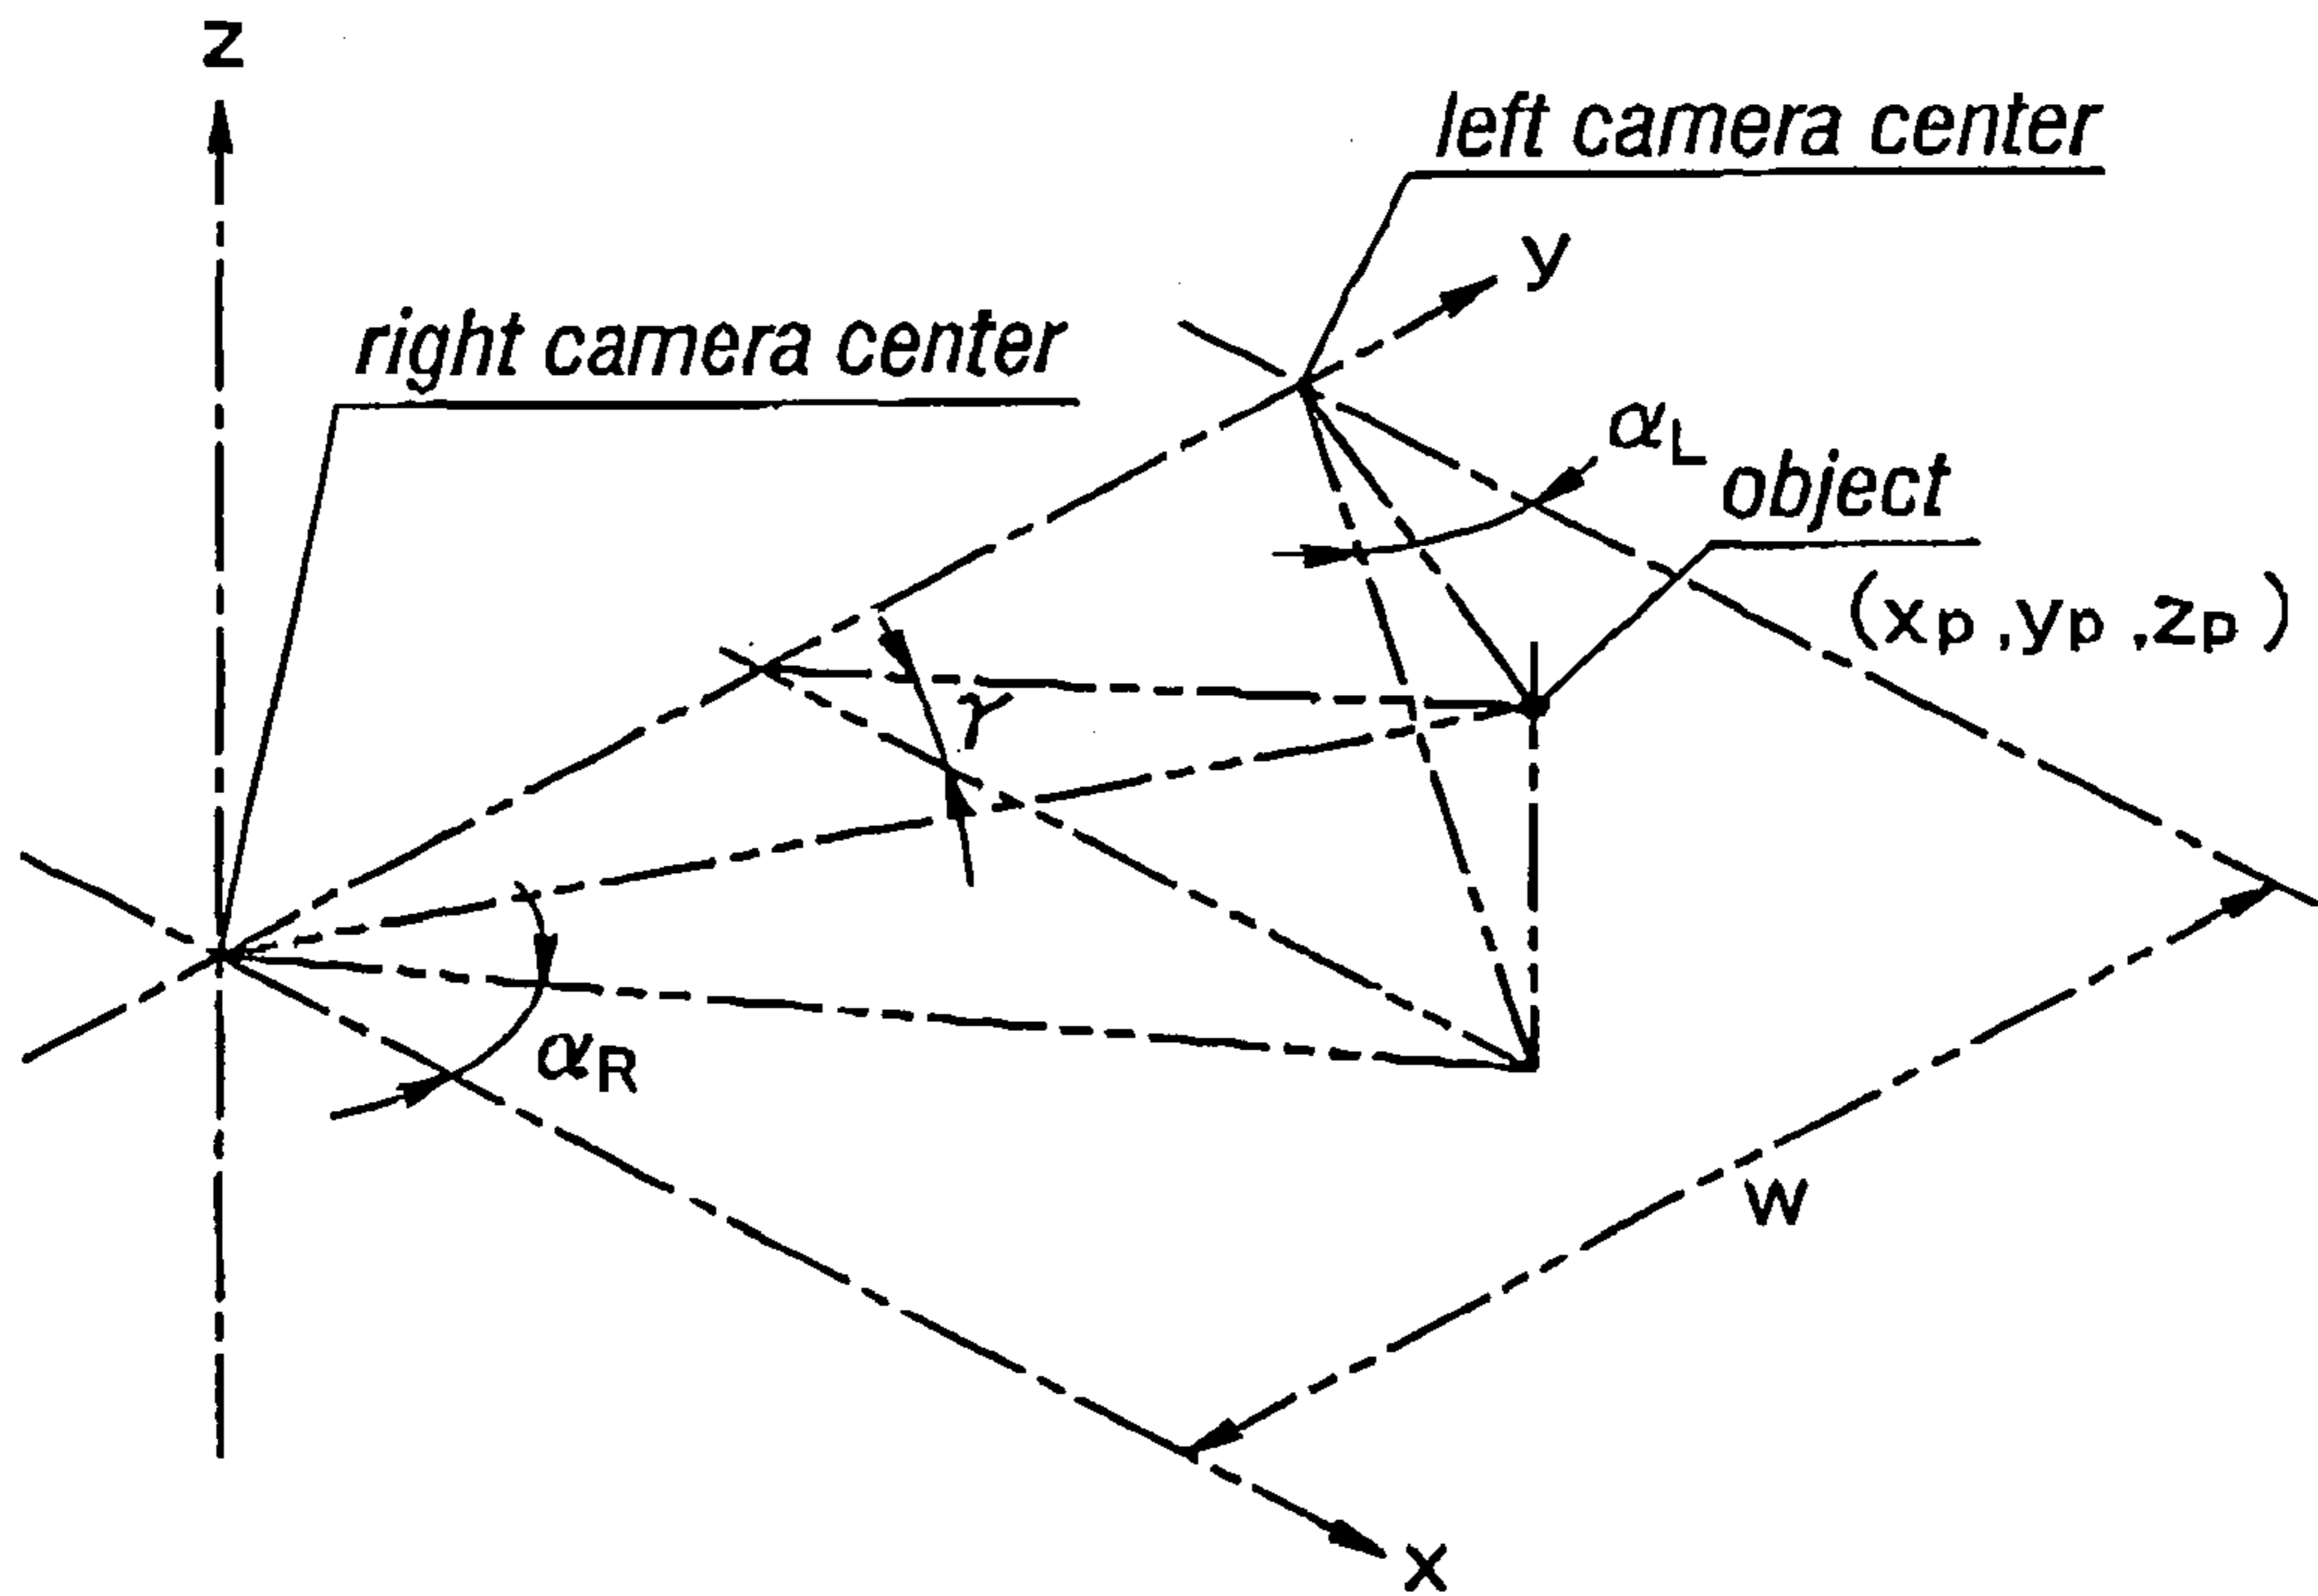 z
left camera center
y
right camera center
αL
object
(xp,yp,zp)
γ
αR
w
x